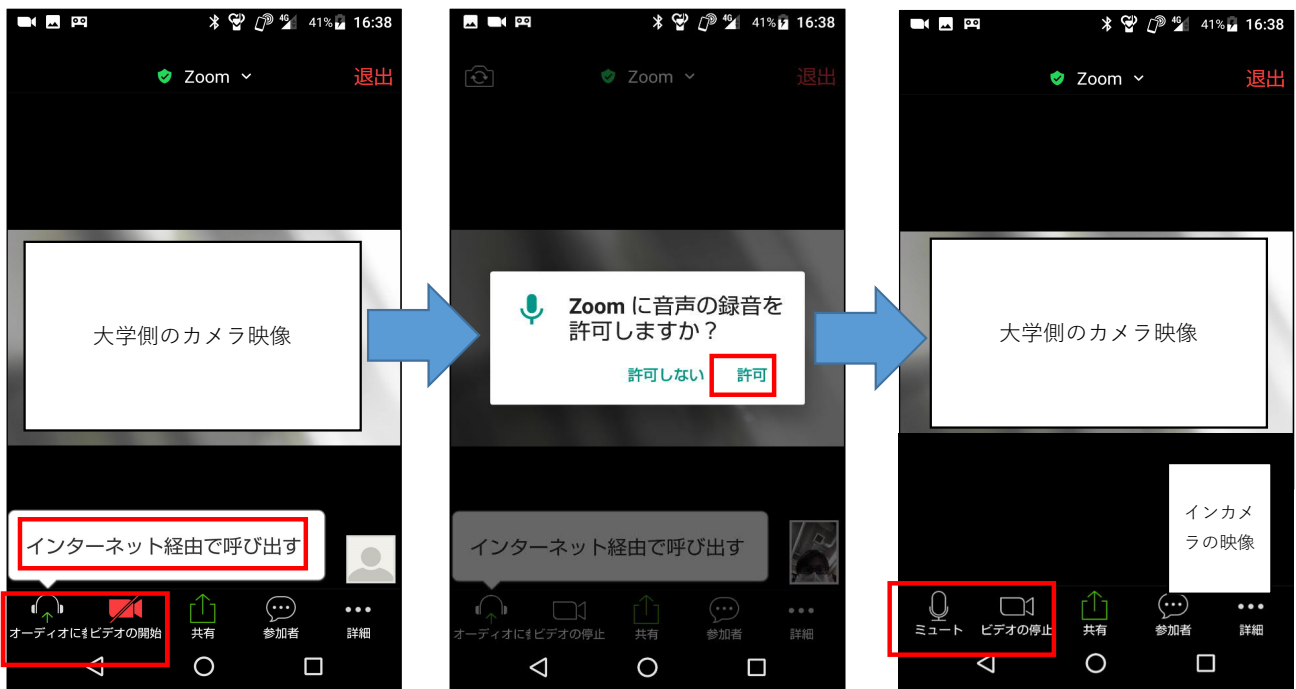 4G 41% 16:38
Zoom 退出
大学側のカメラ映像
インターネット経由で呼び出す
オーディオに ビデオの開始 共有 参加者 詳細
4G 41% 16:38
Zoom 退出
Zoom に音声の録音を
許可しますか？
許可しない 許可
インターネット経由で呼び出す
オーディオに ビデオの停止 共有 参加者 詳細
4G 41% 16:38
Zoom 退出
大学側のカメラ映像
インカメ
ラの映像
ミュート ビデオの停止 共有 参加者 詳細